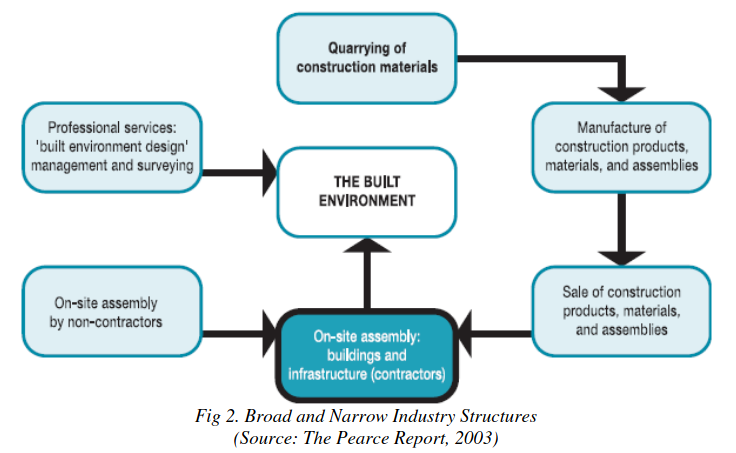 Quarrying of
construction materials
Professional services:
'built environment design'
management and surveying
Manufacture of
construction products,
materials, and assemblies
THE BUILT
ENVIRONMENT
On-site assembly
by non-contractors
On-site assembly:
buildings and
infrastructure (contractors)
Sale of construction
products, materials,
and assemblies
Fig 2. Broad and Narrow Industry Structures
(Source: The Pearce Report, 2003)